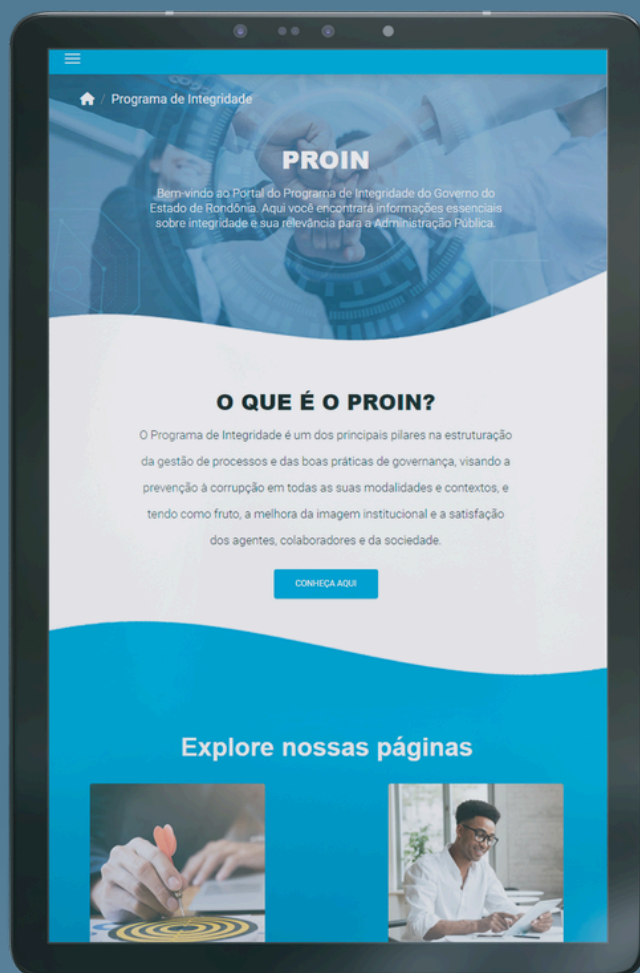 / Programa de Integridade
PROIN
Bem-vindo ao Portal do Programa de Integridade do Governo do
Estado de Rondônia. Aqui você encontrará informações essenciais
sobre integridade e sua relevância para a Administração Pública.
O QUE É O PROIN?
O Programa de Integridade é um dos principais pilares na estruturação
da gestão de processos e das boas práticas de governança, visando a
prevenção à corrupção em todas as suas modalidades e contextos, e
tendo como fruto, a melhora da imagem institucional e a satisfação
dos agentes, colaboradores e da sociedade.
CONHEÇA AQUI
Explore nossas páginas